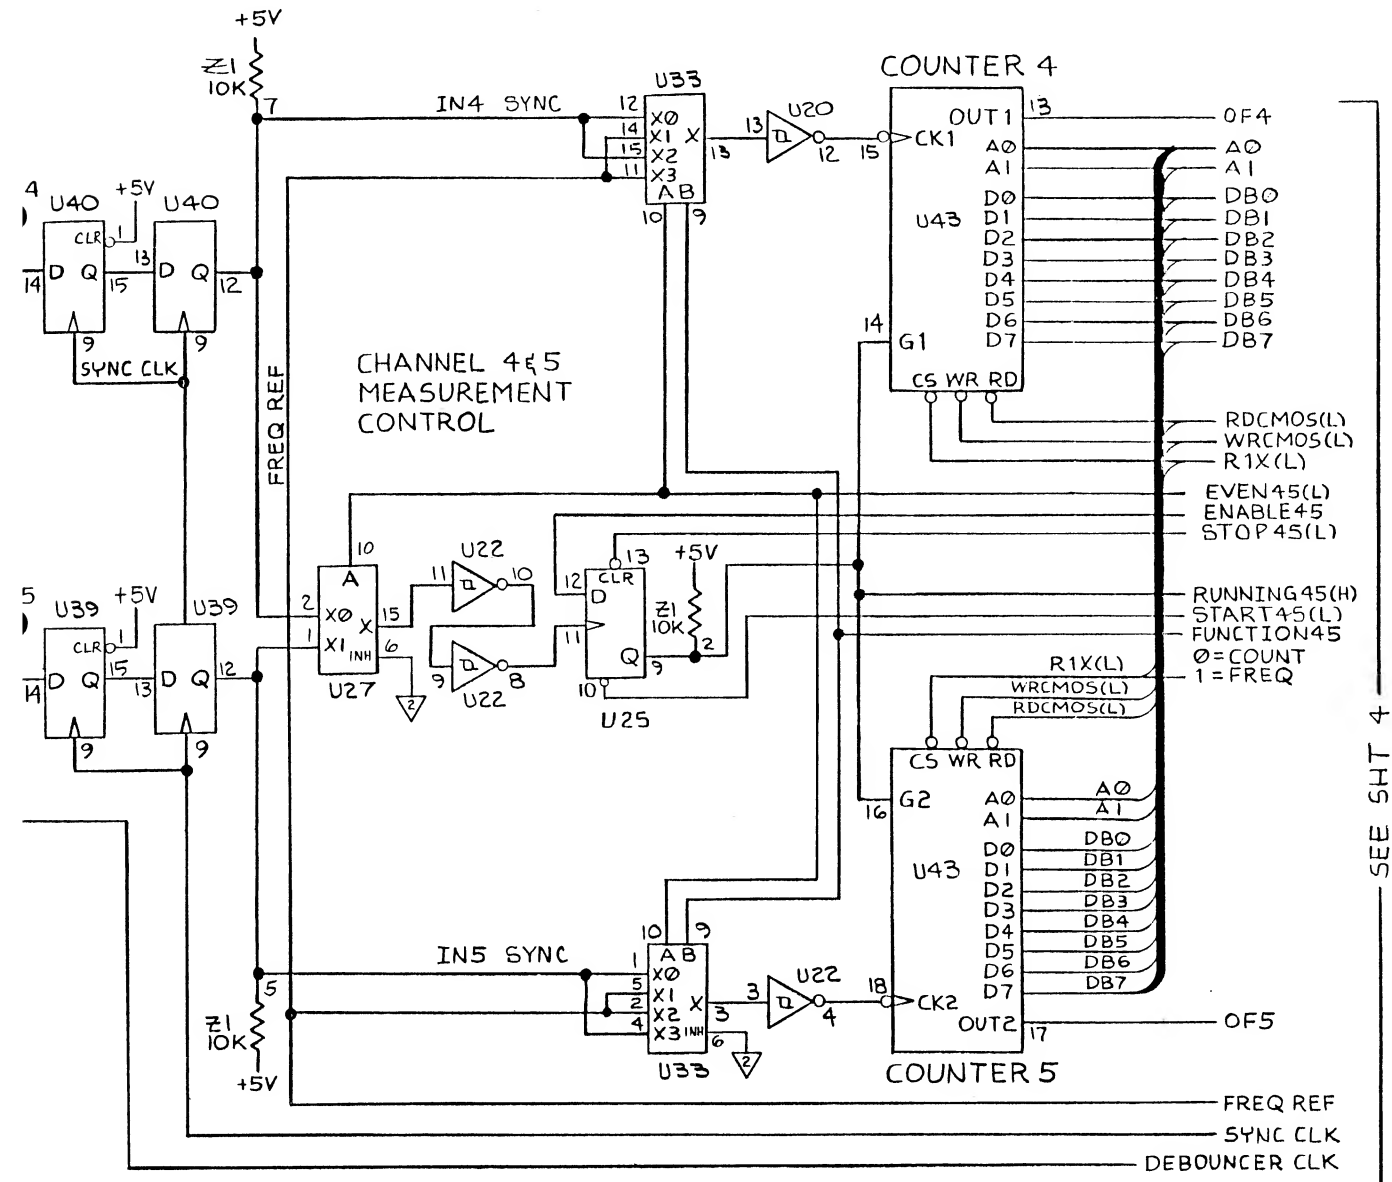 +5V
Z1
10K
7
IN4 SYNC
U33
12 X0
14 X1
15 X2
11 X3
X
13
A B
10 9
13
U20
12
15
COUNTER 4
CK1
OUT1 13
A0
A1
D0
D1
D2
D3
D4
D5
D6
D7
U43
14
G1
CS WR RD
OF4
A0
A1
DB0
DB1
DB2
DB3
DB4
DB5
DB6
DB7
RDCMOS(L)
WRCMOS(L)
R1X(L)
EVEN45(L)
ENABLE45
STOP45(L)
RUNNING45(H)
START45(L)
FUNCTION45
0=COUNT
1=FREQ
4
U40
+5V
CLR 1
14 D Q 15
9
U40
13 D Q 12
9
SYNC CLK
FREQ REF
CHANNEL 4&5
MEASUREMENT
CONTROL
10
A
2 X0
1 X1
X 15
INH 6
U27
2
U22
11 10
9 8
U22
12 D
13
CLR
11
Q 9
10
U25
+5V
Z1
10K
2
5
U39
+5V
CLR 1
14 D Q 15
9
U39
13 D Q 12
9
R1X(L)
WRCMOS(L)
RDCMOS(L)
CS WR RD
16 G2
U43
A0
A1
D0
D1
D2
D3
D4
D5
D6
D7
A0
A1
DB0
DB1
DB2
DB3
DB4
DB5
DB6
DB7
18 CK2
OUT2 17
COUNTER 5
OF5
IN5 SYNC
5
Z1
10K
+5V
10 9
A B
1 X0
5 X1
2 X2
4 X3
X 3
INH 6
U33
2
3 U22 4
FREQ REF
SYNC CLK
DEBOUNCER CLK
SEE SHT 4